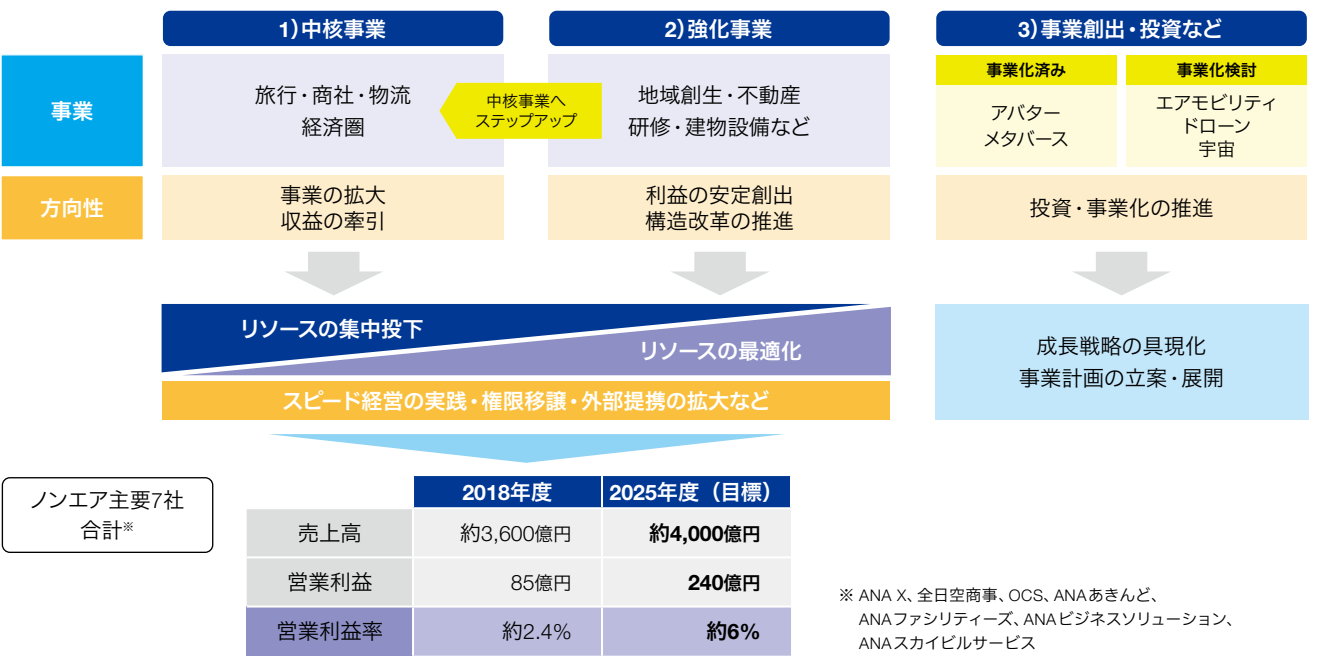 1)中核事業
2)強化事業
3)事業創出・投資など
事業
旅行・商社・物流
経済圏
中核事業へ
ステップアップ
地域創生・不動産
研修・建物設備など
事業化済み
アバター
メタバース
事業化検討
エアモビリティ
ドローン
宇宙
方向性
事業の拡大
収益の牽引
利益の安定創出
構造改革の推進
投資・事業化の推進
リソースの集中投下
リソースの最適化
スピード経営の実践・権限移譲・外部提携の拡大など
成長戦略の具現化
事業計画の立案・展開
ノンエア主要7社
合計※
2018年度 2025年度（目標）
売上高 約3,600億円 約4,000億円
営業利益 85億円 240億円
営業利益率 約2.4% 約6%
※ ANA X、全日空商事、OCS、ANAあきんど、
ANAファシリティーズ、ANAビジネスソリューション、
ANAスカイビルサービス